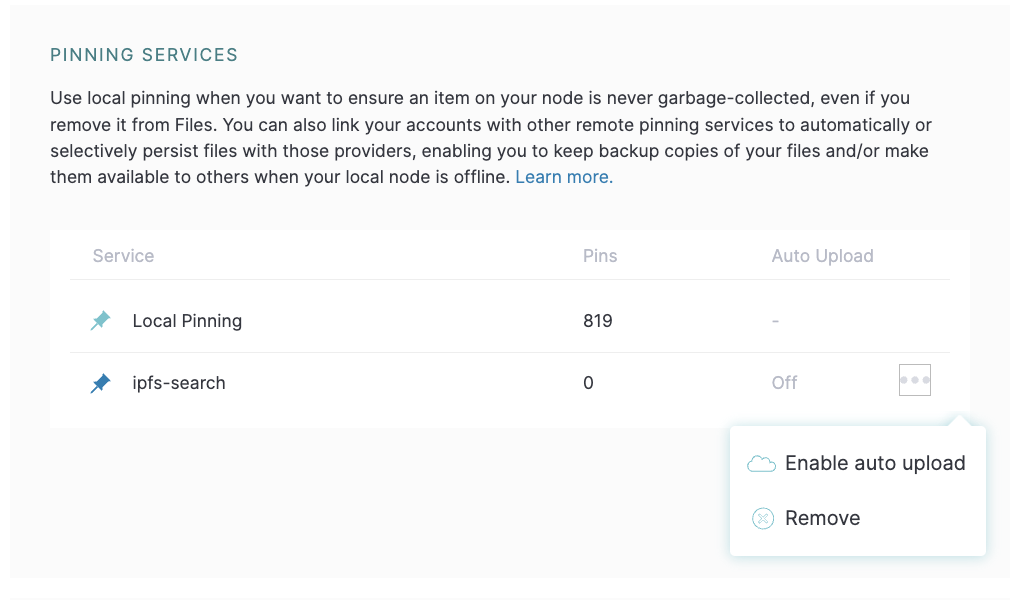 PINNING SERVICES
Use local pinning when you want to ensure an item on your node is never garbage-collected, even if you
remove it from Files. You can also link your accounts with other remote pinning services to automatically or
selectively persist files with those providers, enabling you to keep backup copies of your files and/or make
them available to others when your local node is offline. Learn more.
Service Pins Auto Upload
Local Pinning 819 -
ipfs-search 0 Off
Enable auto upload
Remove